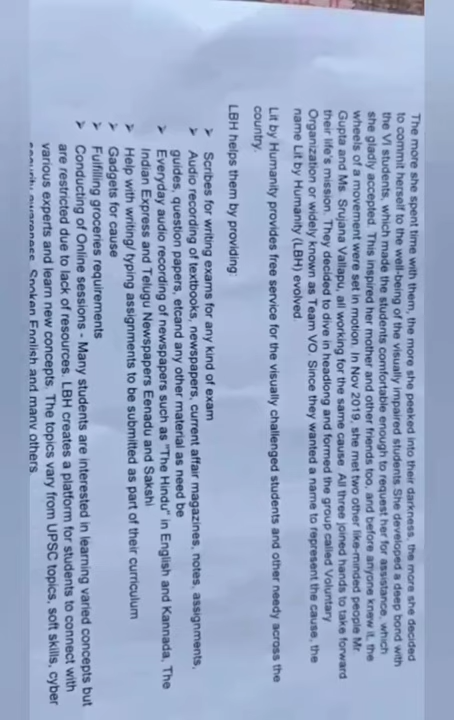 The more she spent time with them, the more she peeked into their darkness, the more she decided
to commit herself to the well-being of the visually impaired students.She developed a deep bond with
the VI students, which made the students comfortable enough to request her for assistance, which
she gladly accepted. This inspired her mother and other friends too, and before anyone knew it, the
wheels of a movement were set in motion. In Nov 2019, she met two other like-minded people Mr.
Gupta and Ms. Srujana Vallapu, all working for the same cause. All three joined hands to take forward
their life's mission. They decided to dive in headlong and formed the group called Voluntary
Organization or widely known as Team VO. Since they wanted a name to represent the cause, the
name Lit by Humanity (LBH) evolved.
Lit by Humanity provides free service for the visually challenged students and other needy across the
country.
LBH helps them by providing:
➤ Scribes for writing exams for any kind of exam
➤ Audio recording of textbooks, newspapers, current affair magazines, notes, assignments,
guides, question papers, etcand any other material as need be
➤ Everyday audio recording of newspapers such as "The Hindu" in English and Kannada, The
Indian Express and Telugu Newspapers Eenadu and Sakshi
➤ Help with writing/ typing assignments to be submitted as part of their curriculum
➤ Gadgets for cause
➤ Fulfilling groceries requirements
➤ Conducting of Online sessions - Many students are interested in learning varied concepts but
are restricted due to lack of resources. LBH creates a platform for students to connect with
various experts and learn new concepts. The topics vary from UPSC topics, soft skills, cyber
security awareness, Spoken English and many others.